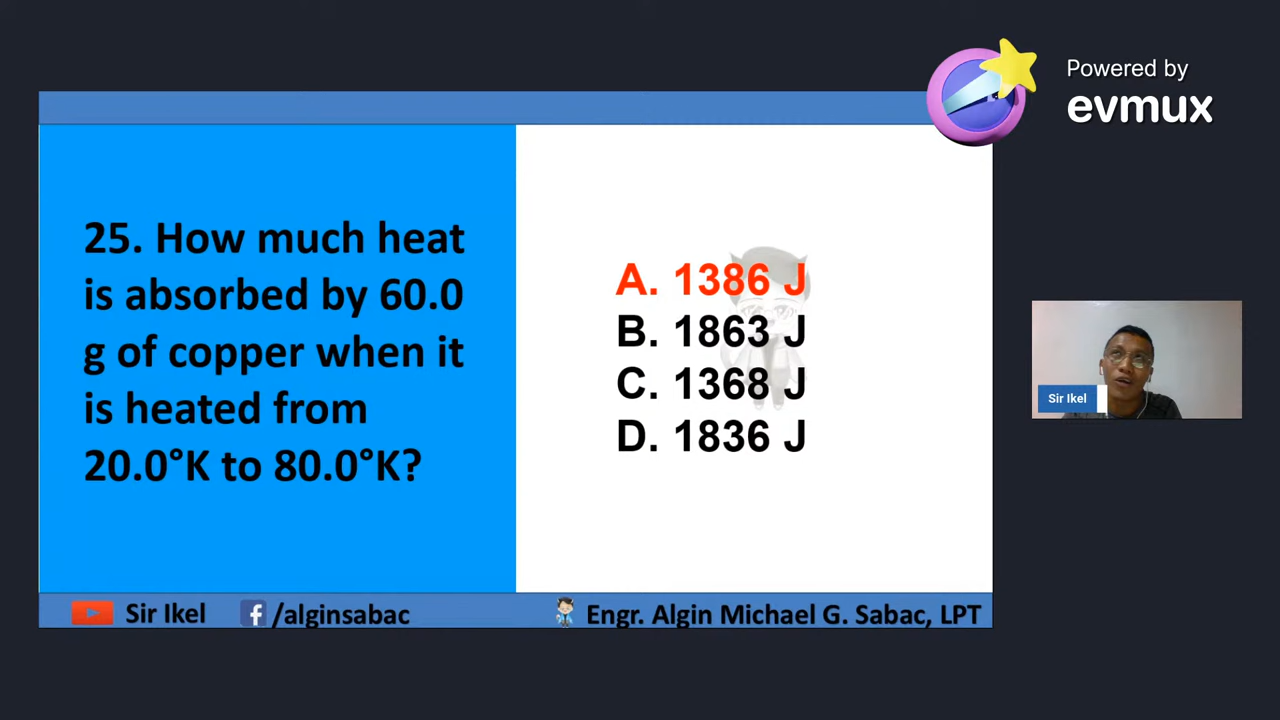 Powered by
evmux
25. How much heat
is absorbed by 60.0
g of copper when it
is heated from
20.0°K to 80.0°K?
A. 1386 J
B. 1863 J
C. 1368 J
D. 1836 J
Sir Ikel
Sir Ikel /alginsabac Engr. Algin Michael G. Sabac, LPT